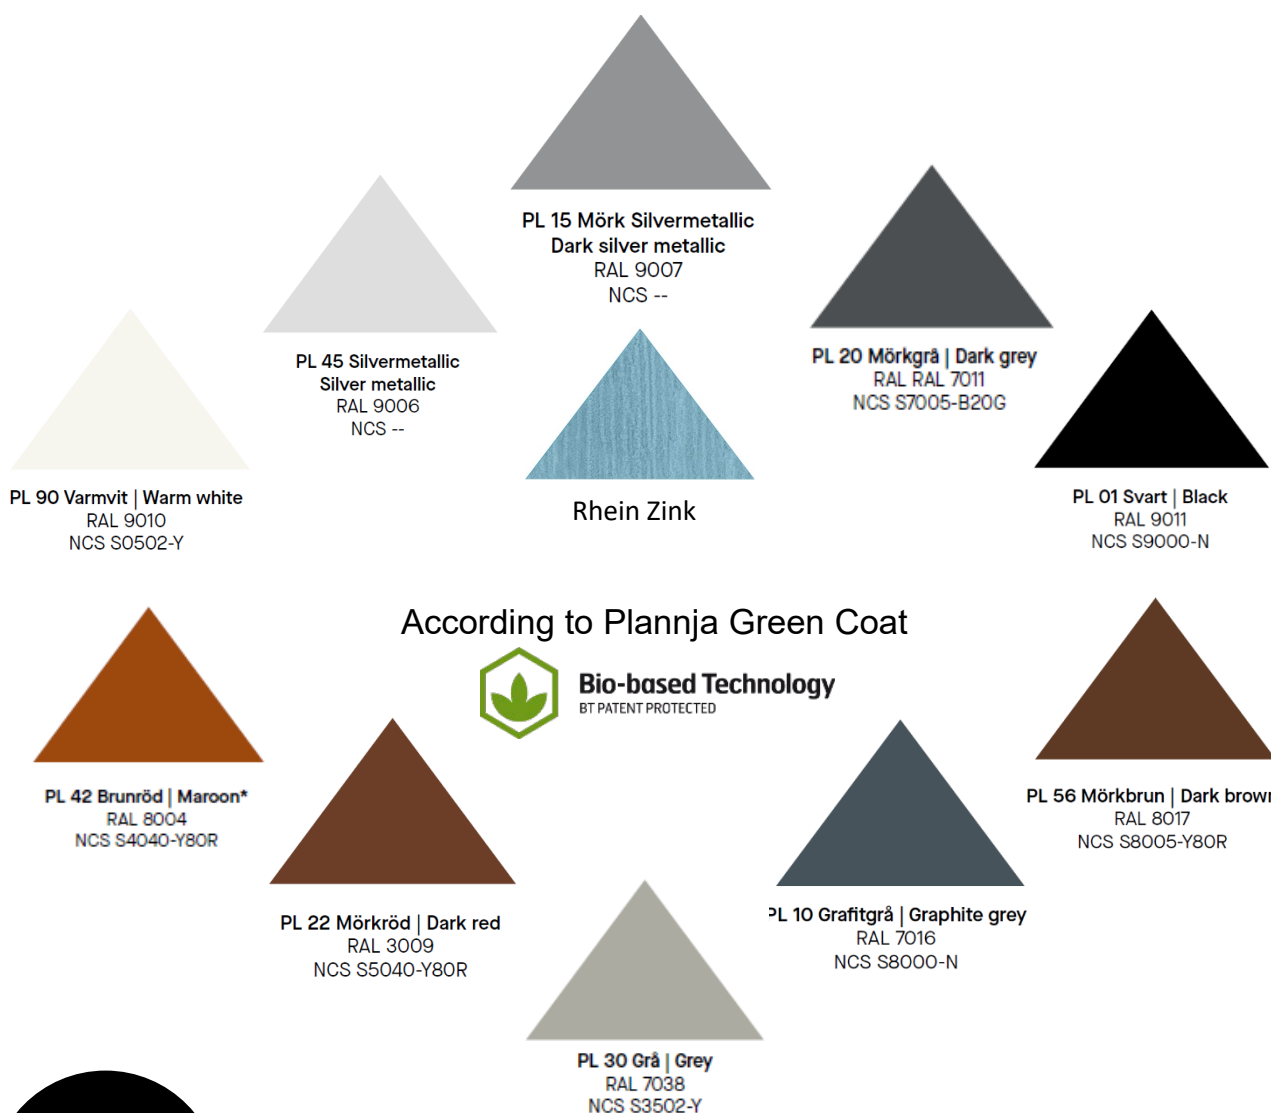 PL 15 Mörk Silvermetallic
Dark silver metallic
RAL 9007
NCS --
PL 45 Silvermetallic
Silver metallic
RAL 9006
NCS --
PL 20 Mörkgrå | Dark grey
RAL RAL 7011
NCS S7005-B20G
PL 90 Varmvit | Warm white
RAL 9010
NCS S0502-Y
Rhein Zink
PL 01 Svart | Black
RAL 9011
NCS S9000-N
According to Plannja Green Coat
Bio-based Technology
BT PATENT PROTECTED
PL 42 Brunröd | Maroon*
RAL 8004
NCS S4040-Y80R
PL 56 Mörkbrun | Dark brown
RAL 8017
NCS S8005-Y80R
PL 22 Mörkröd | Dark red
RAL 3009
NCS S5040-Y80R
PL 10 Grafitgrå | Graphite grey
RAL 7016
NCS S8000-N
PL 30 Grå | Grey
RAL 7038
NCS S3502-Y